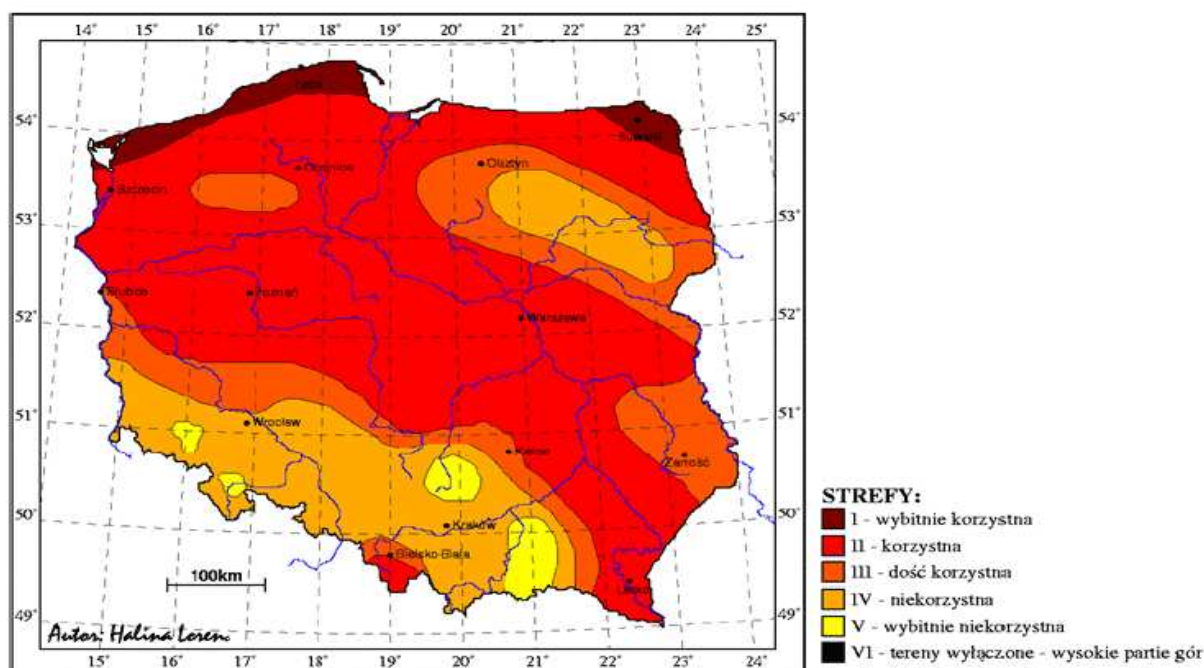 14° 15° 16° 17° 18° 19° 20° 21° 22° 23° 24° 25°
54° 54°
Suwałki
Olsztyn
Chojnice
Szczecin
53° 53°
Słubice Poznań
Warszawa
52° 52°
51° 51°
Wrocław
Kielce
Zamość
50° 50°
Kraków
Bielsko-Biała
Lesko
100km
49° 49°
Autor: Halina Lorenc
15° 16° 17° 18° 19° 20° 21° 22° 23° 24°
STREFY:
I - wybitnie korzystna
II - korzystna
III - dość korzystna
IV - niekorzystna
V - wybitnie niekorzystna
VI - tereny wyłączone - wysokie partie gór